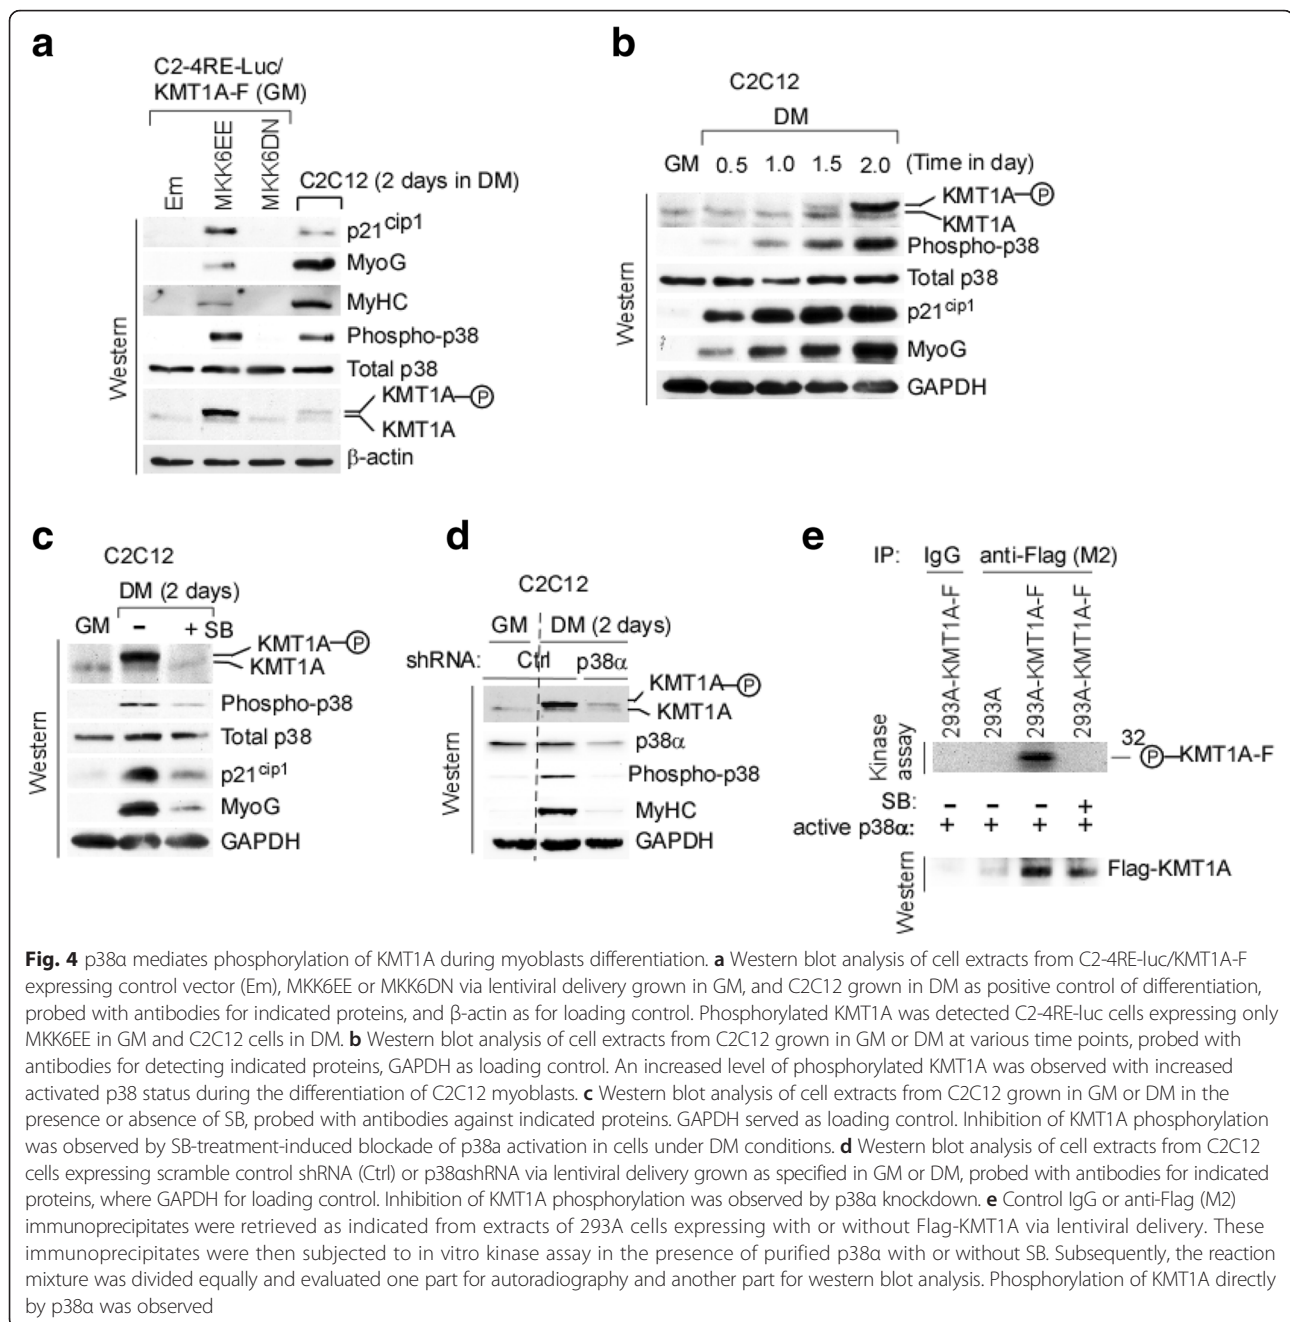 a
C2-4RE-Luc/
KMT1A-F (GM)
Em
MKK6EE
MKK6DN
C2C12 (2 days in DM)
Western
p21cip1
MyoG
MyHC
Phospho-p38
Total p38
KMT1A-P
KMT1A
β-actin
b
C2C12
DM
GM 0.5 1.0 1.5 2.0 (Time in day)
Western
KMT1A-P
KMT1A
Phospho-p38
Total p38
p21cip1
MyoG
GAPDH
c
C2C12
DM (2 days)
GM - + SB
Western
KMT1A-P
KMT1A
Phospho-p38
Total p38
p21cip1
MyoG
GAPDH
d
C2C12
GM DM (2 days)
shRNA: Ctrl p38α
Western
KMT1A-P
KMT1A
p38α
Phospho-p38
MyHC
GAPDH
e
IP: IgG anti-Flag (M2)
293A-KMT1A-F
293A
293A-KMT1A-F
293A-KMT1A-F
Kinase
assay
32P-KMT1A-F
SB: - - - +
active p38α: + + + +
Western
Flag-KMT1A
Fig. 4 p38α mediates phosphorylation of KMT1A during myoblasts differentiation. a Western blot analysis of cell extracts from C2-4RE-luc/KMT1A-F
expressing control vector (Em), MKK6EE or MKK6DN via lentiviral delivery grown in GM, and C2C12 grown in DM as positive control of differentiation,
probed with antibodies for indicated proteins, and β-actin as for loading control. Phosphorylated KMT1A was detected C2-4RE-luc cells expressing only
MKK6EE in GM and C2C12 cells in DM. b Western blot analysis of cell extracts from C2C12 grown in GM or DM at various time points, probed with
antibodies for detecting indicated proteins, GAPDH as loading control. An increased level of phosphorylated KMT1A was observed with increased
activated p38 status during the differentiation of C2C12 myoblasts. c Western blot analysis of cell extracts from C2C12 grown in GM or DM in the
presence or absence of SB, probed with antibodies against indicated proteins. GAPDH served as loading control. Inhibition of KMT1A phosphorylation
was observed by SB-treatment-induced blockade of p38a activation in cells under DM conditions. d Western blot analysis of cell extracts from C2C12
cells expressing scramble control shRNA (Ctrl) or p38αshRNA via lentiviral delivery grown as specified in GM or DM, probed with antibodies for indicated
proteins, where GAPDH for loading control. Inhibition of KMT1A phosphorylation was observed by p38α knockdown. e Control IgG or anti-Flag (M2)
immunoprecipitates were retrieved as indicated from extracts of 293A cells expressing with or without Flag-KMT1A via lentiviral delivery. These
immunoprecipitates were then subjected to in vitro kinase assay in the presence of purified p38α with or without SB. Subsequently, the reaction
mixture was divided equally and evaluated one part for autoradiography and another part for western blot analysis. Phosphorylation of KMT1A directly
by p38α was observed